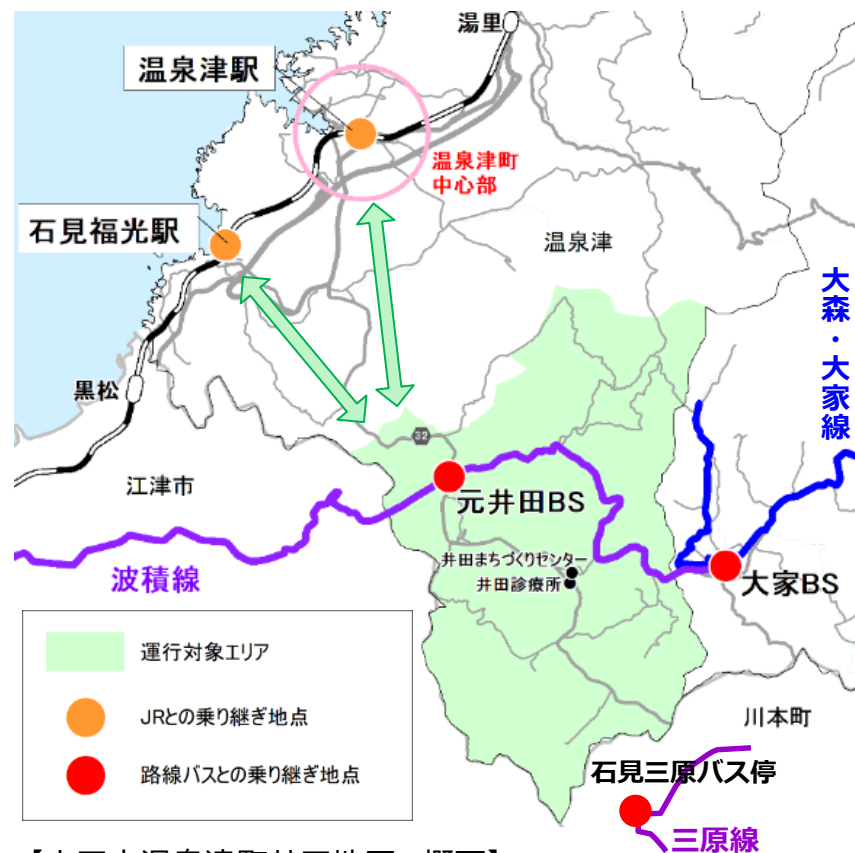 湯里
温泉津駅
温泉津町
中心部
石見福光駅
温泉津
大森・大家線
黒松
32
江津市
元井田BS
波積線
井田まちづくりセンター
井田診療所
大家BS
運行対象エリア
JRとの乗り継ぎ地点
路線バスとの乗り継ぎ地点
川本町
石見三原バス停
三原線